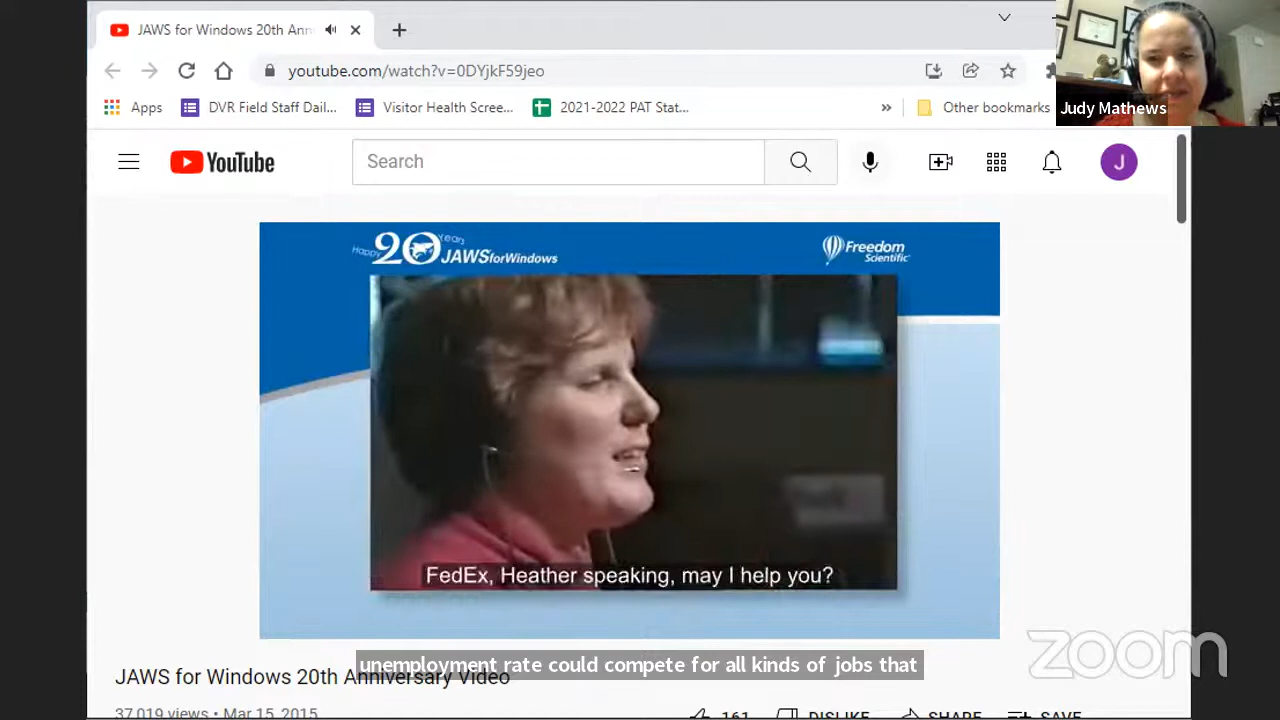 JAWS for Windows 20th Ann
youtube.com/watch?v=0DYjkF59jeo
Apps
DVR Field Staff Dail...
Visitor Health Scree...
2021-2022 PAT Stat...
»
Other bookmarks
Judy Mathews
YouTube
Search
J
Happy 20 Years
JAWS for Windows
Freedom
Scientific
FedEx, Heather speaking, may I help you?
unemployment rate could compete for all kinds of jobs that
JAWS for Windows 20th Anniversary Video
37,019 views • Mar 15, 2015
161
DISLIKE
SHARE
SAVE
zoom